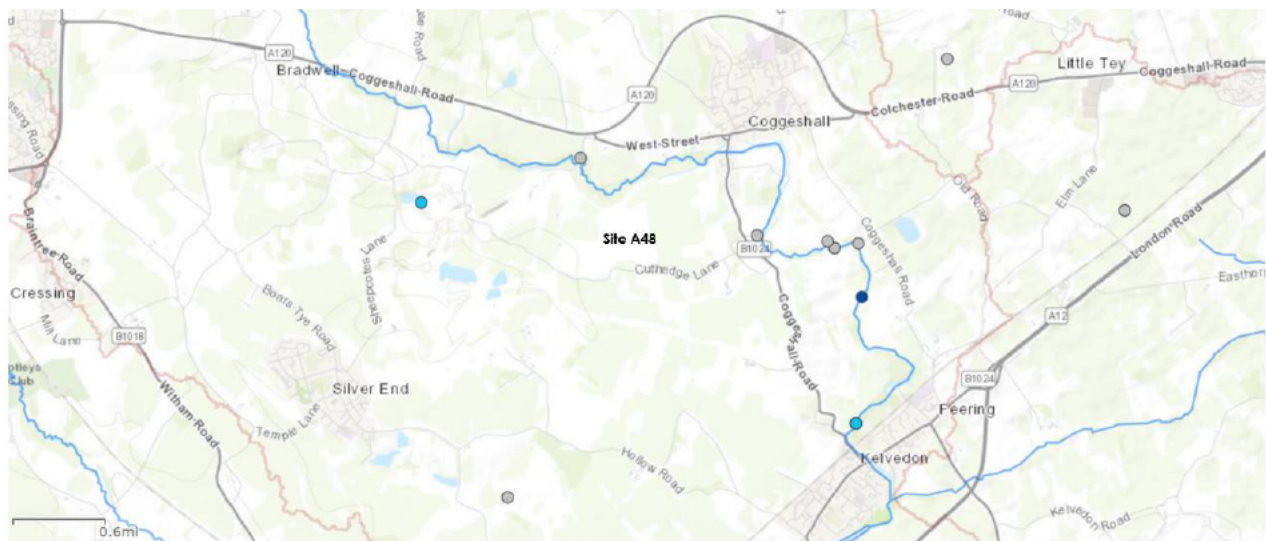 A120
Bradwell
Coggeshall-Road
A120
West-Street
Coggeshall
Colchester-Road
A120
Little Tey
Coggeshall-Road
Road
Braintree Road
Cressing
Mill Lane
B1018
Witham-Road
Boars Tye Road
Sheepcotes Lane
Silver End
Temple Lane
Site A48
Cuthedge Lane
B1024
Coggeshall Road
Old Road
Elm Lane
London Road
A12
B1024
Feering
Kelvedon
Hollow Road
Kelvedon Road
0.6mi